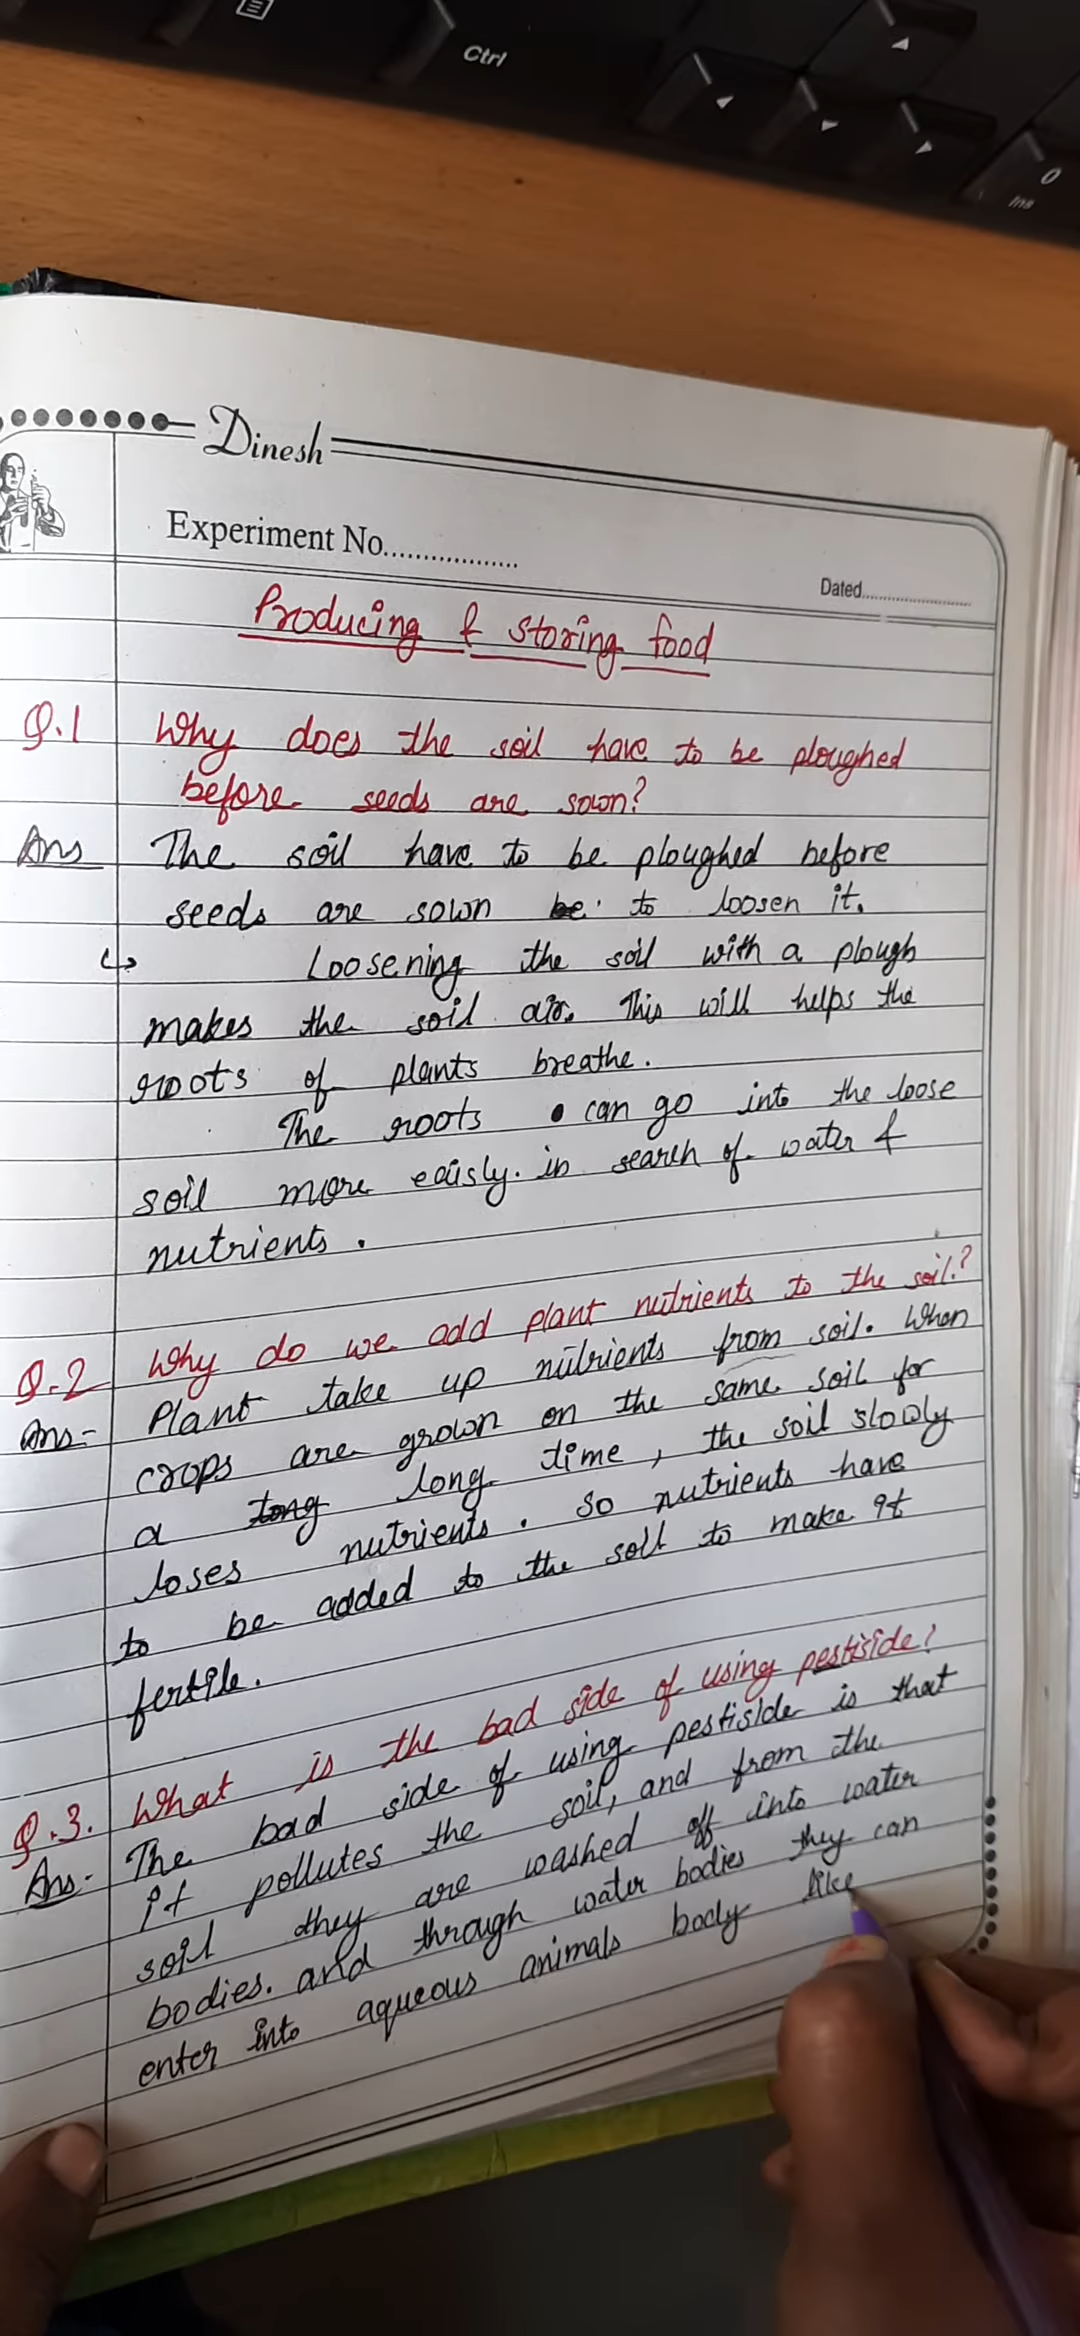 Ctrl
0
Ins
Dinesh
Experiment No..................
Dated........................
Producing & storing food
Q.1 Why does the soil have to be ploughed
before seeds are sown?
Ans The soil have to be ploughed before
seeds are sown be to loosen it.
↳ Loosening the soil with a plough
makes the soil air. This will helps the
roots of plants breathe.
The roots can go into the loose
soil more eaisly. in search of water &
nutrients.
Q.2 Why do we add plant nutrients to the soil?
Ans:- Plant take up nutrients from soil. When
crops are grown on the same soil for
a tong long time, the soil slowly
loses nutrients. so nutrients have
to be added to the soil to make it
fertile.
Q.3. What is the bad side of using pestiside?
Ans:- The bad side of using pestiside is that
it pollutes the soil, and from the
soil they are washed off into water
bodies. and through water bodies they can
enter into aqueous animals body like